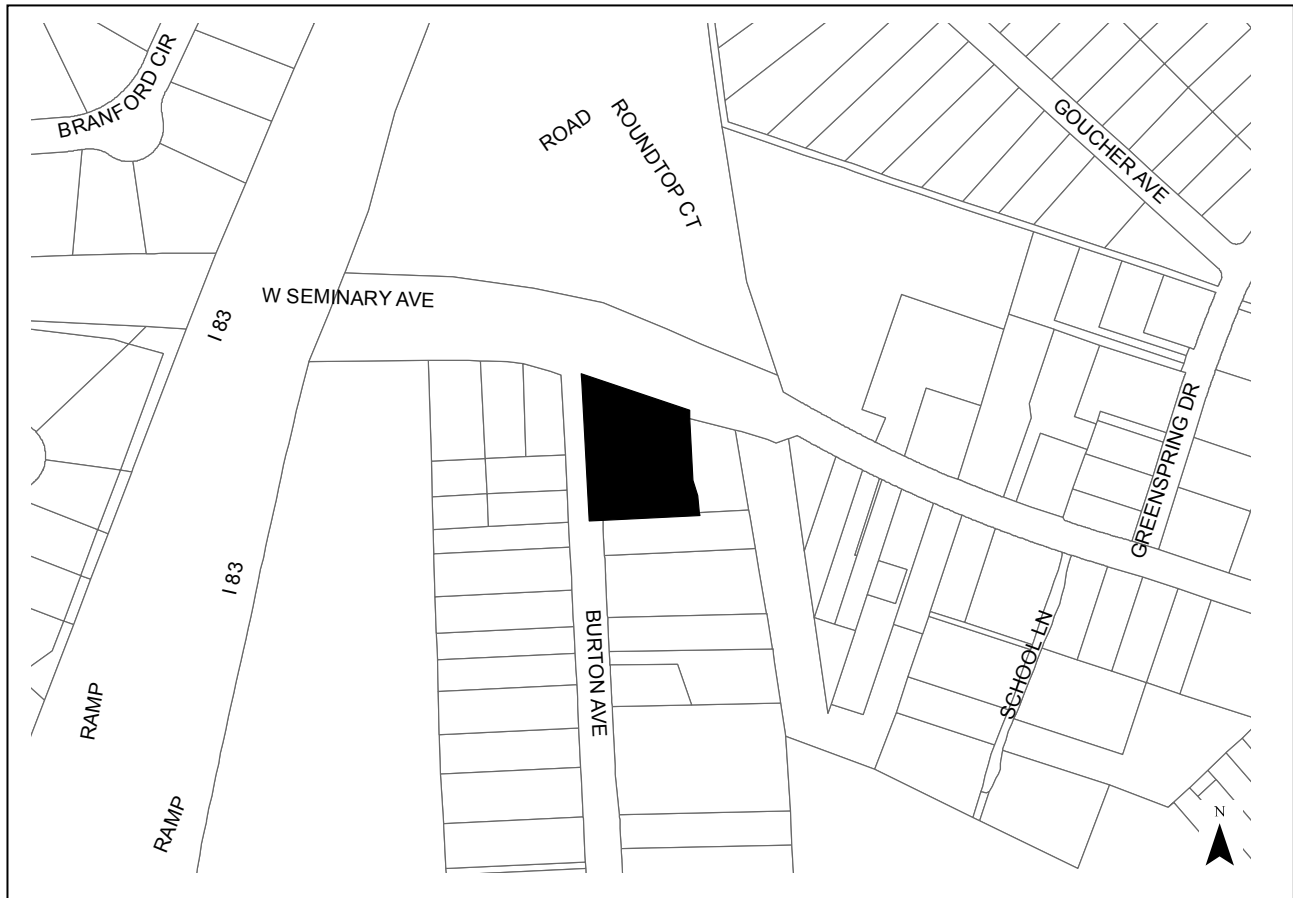 BRANFORD CIR
ROAD
ROUNDTOP CT
GOUCHER AVE
W SEMINARY AVE
I 83
GREENSPRING DR
I 83
BURTON AVE
SCHOOL LN
RAMP
RAMP
N